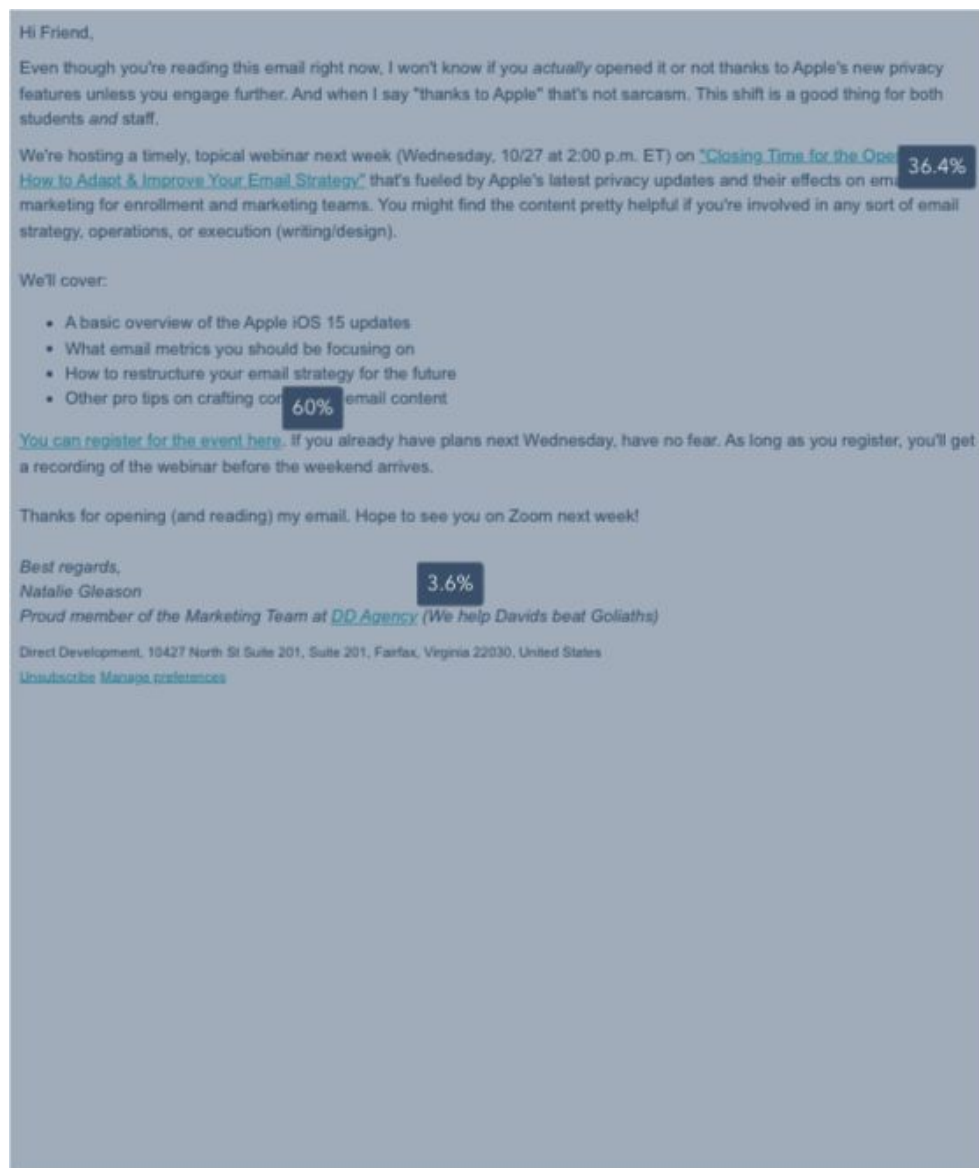 Hi Friend,
Even though you're reading this email right now, I won't know if you actually opened it or not thanks to Apple's new privacy
features unless you engage further. And when I say "thanks to Apple" that's not sarcasm. This shift is a good thing for both
students and staff.
We're hosting a timely, topical webinar next week (Wednesday, 10/27 at 2:00 p.m. ET) on "Closing Time for the
36.4%
How to Adapt & Improve Your Email Strategy" that's fueled by Apple's latest privacy updates and their effects on
marketing for enrollment and marketing teams. You might find the content pretty helpful if you're involved in any sort of email
strategy, operations, or execution (writing/design).
We'll cover:
• A basic overview of the Apple iOS 15 updates
• What email metrics you should be focusing on
• How to restructure your email strategy for the future
• Other pro tips on crafting email content
60%
You can register for the event here. If you already have plans next Wednesday, have no fear. As long as you register, you'll get
a recording of the webinar before the weekend arrives.
Thanks for opening (and reading) my email. Hope to see you on Zoom next week!
Best regards,
3.6%
Natalie Gleason
Proud member of the Marketing Team at DD Agency (We help Davids beat Goliaths)
Direct Development, 10427 North St Suite 201, Suite 201, Fairfax, Virginia 22030, United States
Unsubscribe Manage preferences